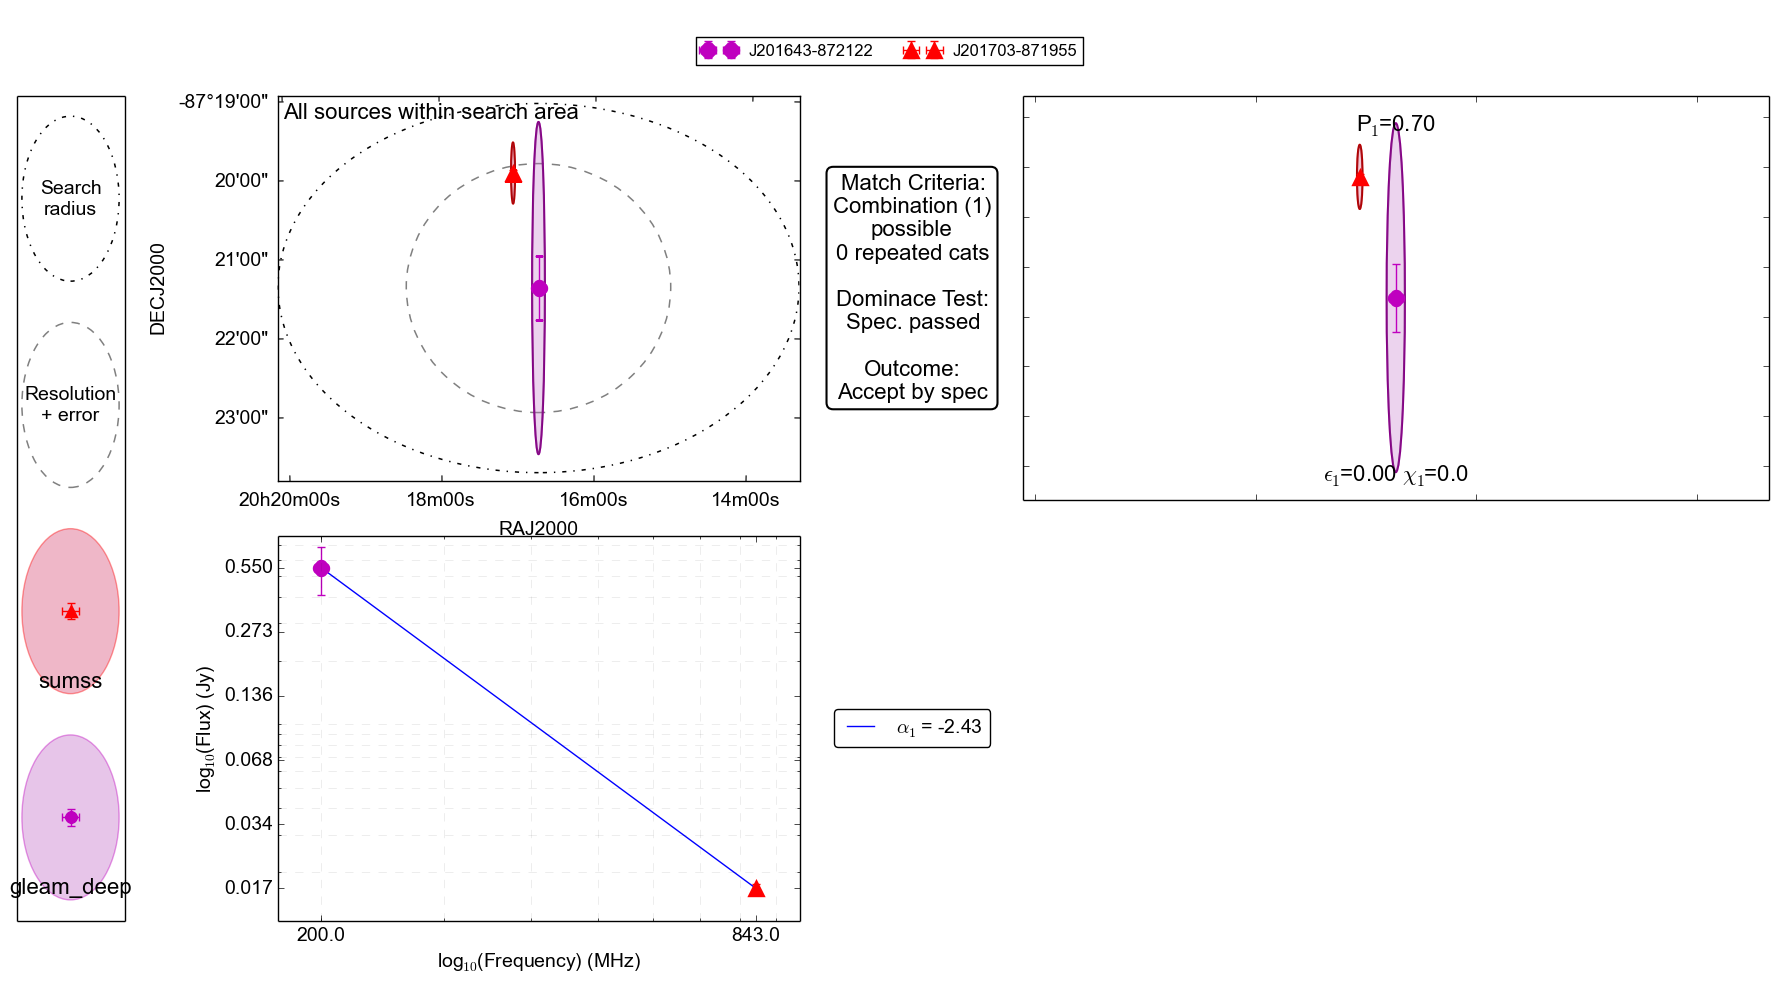 J201643-872122 J201703-871955
Search
radius
Resolution
+ error
sumss
gleam_deep
All sources within search area
-87°19'00"
20'00"
21'00"
22'00"
23'00"
DECJ2000
20h20m00s 18m00s 16m00s 14m00s
RAJ2000
Match Criteria:
Combination (1)
possible
0 repeated cats
Dominace Test:
Spec. passed
Outcome:
Accept by spec
P₁=0.70
ϵ₁=0.00 χ₁=0.0
0.550
0.273
0.136
0.068
0.034
0.017
log₁₀(Flux) (Jy)
200.0 843.0
log₁₀(Frequency) (MHz)
α₁ = -2.43